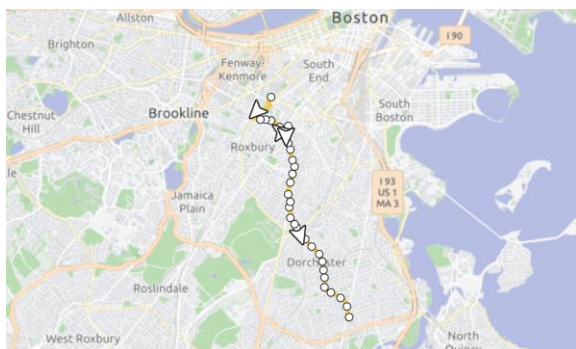 Allston
Boston
Brighton
I 90
Fenway-
Kenmore
South
End
Chestnut
Hill
Brookline
South
Boston
Roxbury
I 93
US 1
MA 3
Jamaica
Plain
Dorchester
Roslindale
West Roxbury
North
Quincy